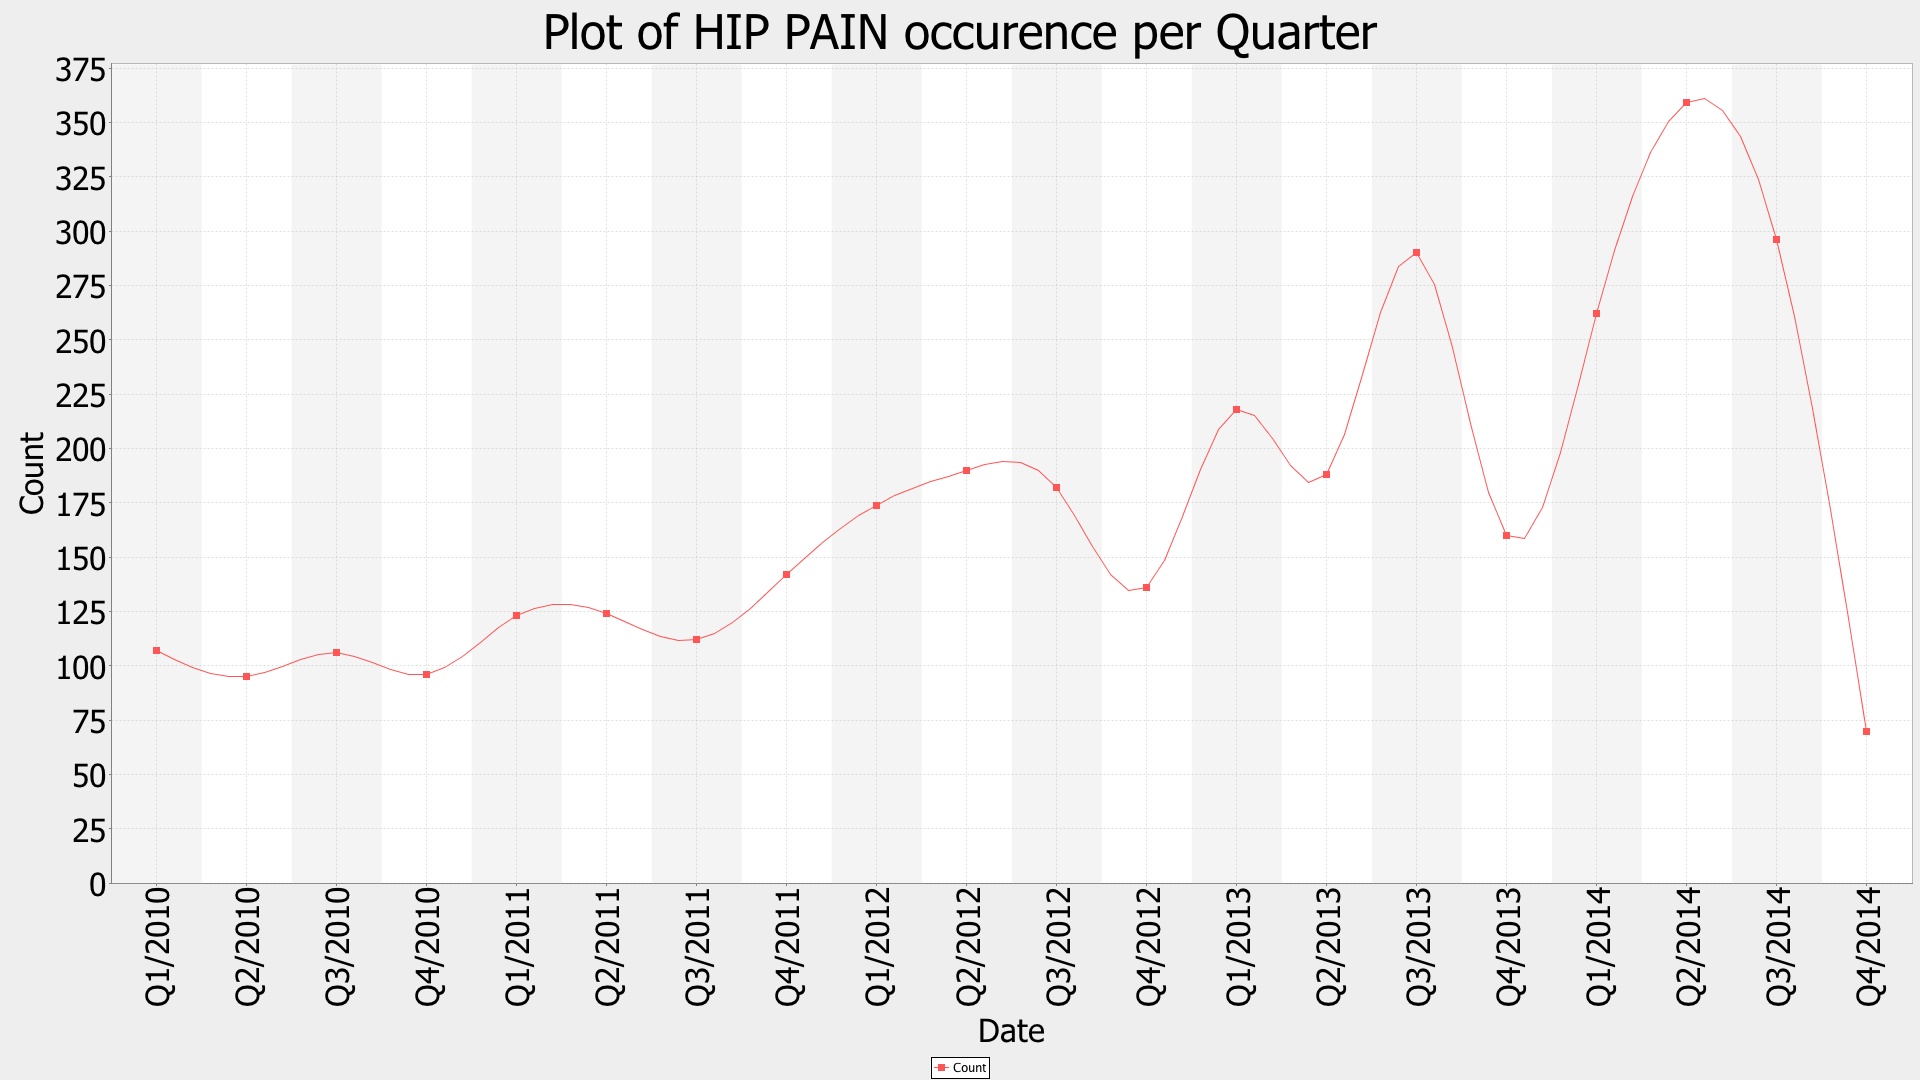 Plot of HIP PAIN occurence per Quarter
375
350
325
300
275
250
225
200
175
150
125
100
75
50
25
0
Count
Q1/2010
Q2/2010
Q3/2010
Q4/2010
Q1/2011
Q2/2011
Q3/2011
Q4/2011
Q1/2012
Q2/2012
Q3/2012
Q4/2012
Q1/2013
Q2/2013
Q3/2013
Q4/2013
Q1/2014
Q2/2014
Q3/2014
Q4/2014
Date
Count